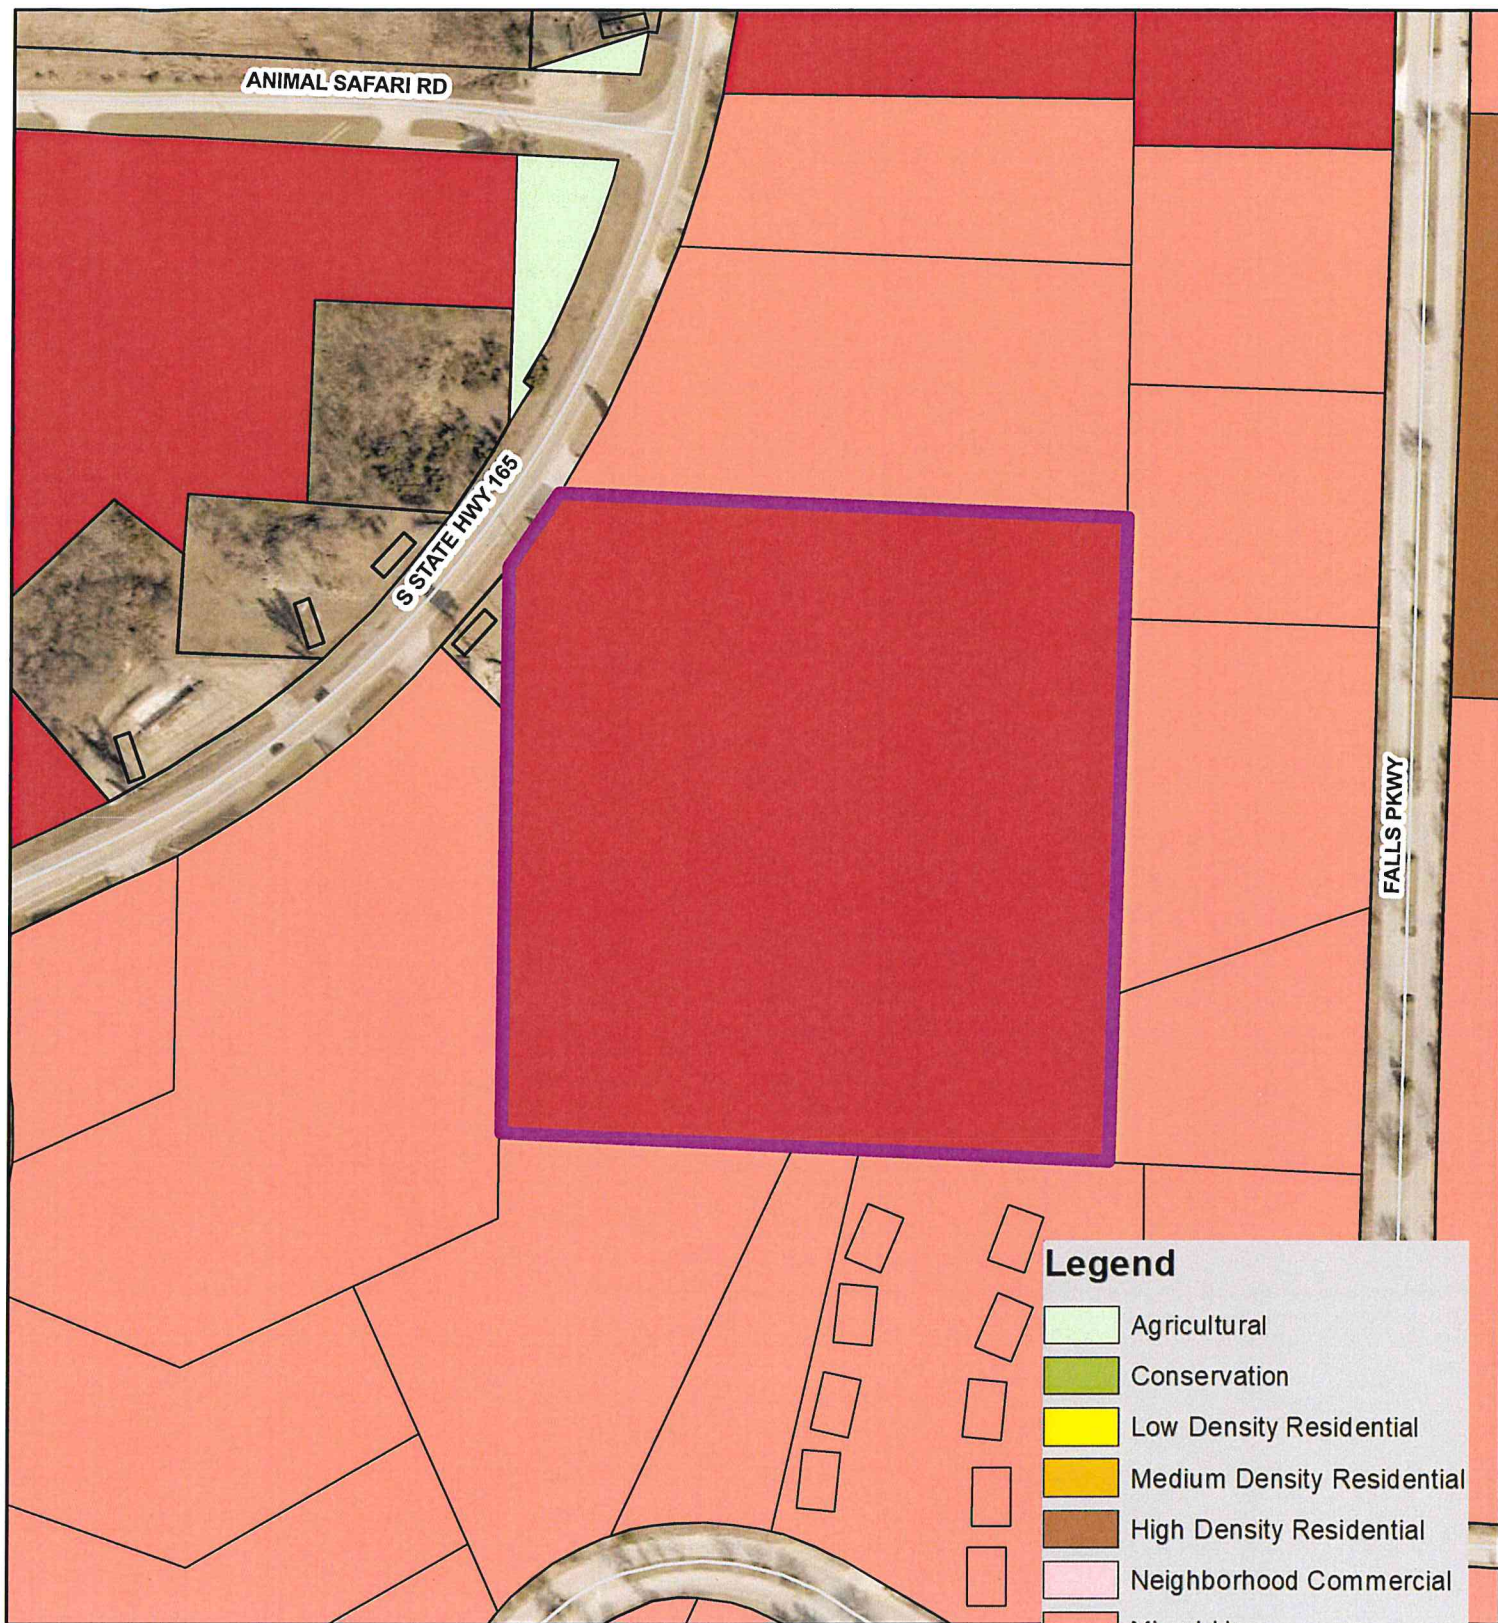 ANIMAL SAFARI RD
S STATE HWY 165
FALLS PKWY
Legend
Agricultural
Conservation
Low Density Residential
Medium Density Residential
High Density Residential
Neighborhood Commercial